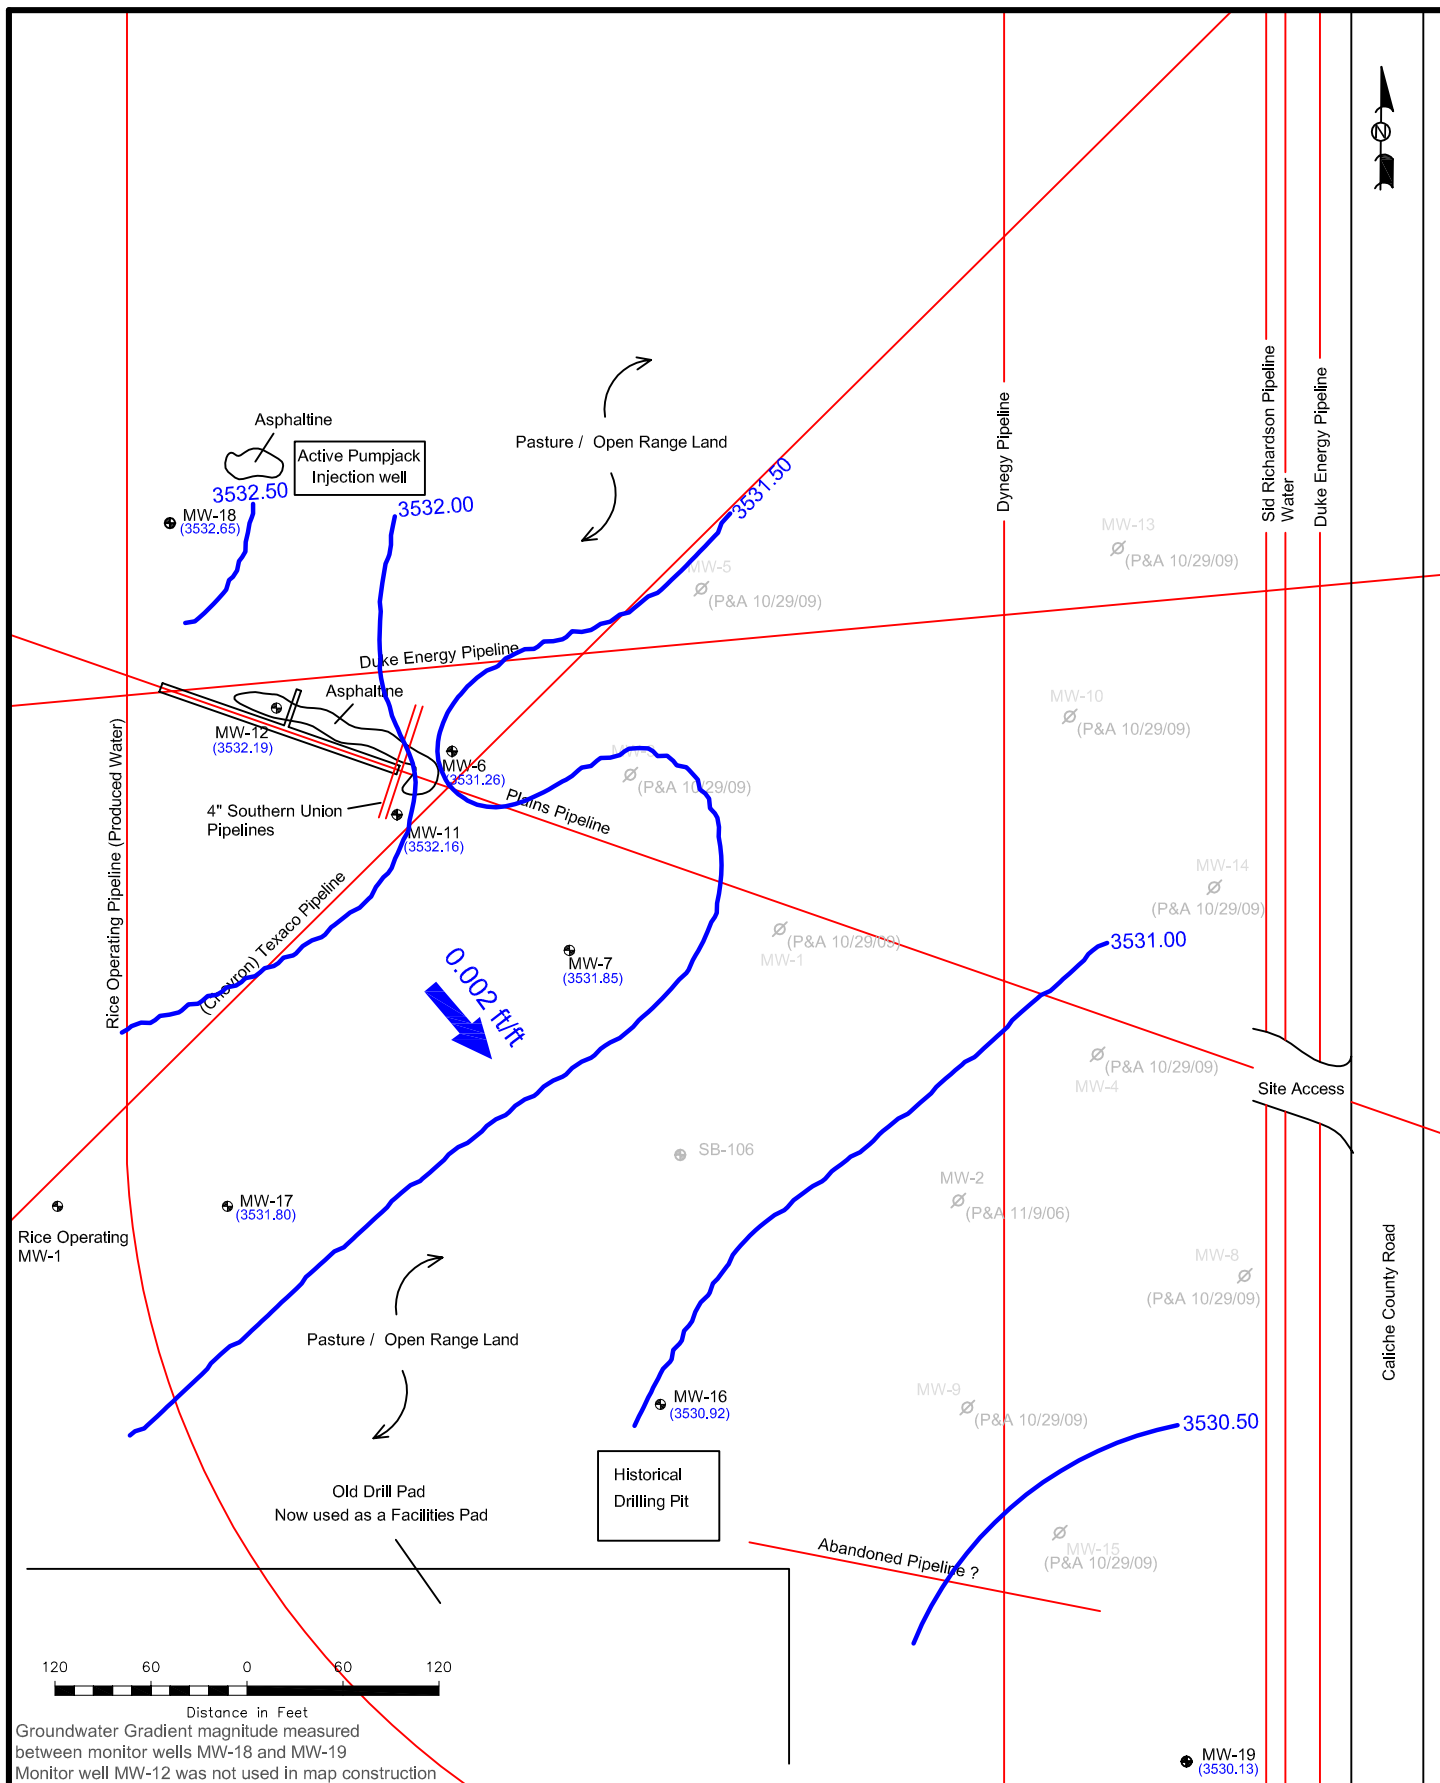 N
Asphaltine
Active Pumpjack
Injection well
Pasture / Open Range Land
3532.50
3532.00
3531.50
MW-18
(3532.65)
Dynegy Pipeline
Sid Richardson Pipeline
Water
Duke Energy Pipeline
MW-13
(P&A 10/29/09)
MW-5
(P&A 10/29/09)
Duke Energy Pipeline
Asphaltine
MW-12
(3532.19)
MW-6
(3531.26)
MW-10
(P&A 10/29/09)
(P&A 10/29/09)
Plains Pipeline
4" Southern Union
Pipelines
MW-11
(3532.16)
Rice Operating Pipeline (Produced Water)
(Chevron) Texaco Pipeline
MW-14
(P&A 10/29/09)
(P&A 10/29/09)
MW-1
3531.00
MW-7
(3531.85)
0.002 ft/ft
(P&A 10/29/09)
MW-4
Site Access
SB-106
MW-2
(P&A 11/9/06)
MW-17
(3531.80)
Rice Operating
MW-1
MW-8
(P&A 10/29/09)
Caliche County Road
Pasture / Open Range Land
MW-16
(3530.92)
MW-9
(P&A 10/29/09)
3530.50
Historical
Drilling Pit
Old Drill Pad
Now used as a Facilities Pad
Abandoned Pipeline ?
MW-15
(P&A 10/29/09)
120 60 0 60 120
Distance in Feet
Groundwater Gradient magnitude measured
between monitor wells MW-18 and MW-19
Monitor well MW-12 was not used in map construction
MW-19
(3530.13)